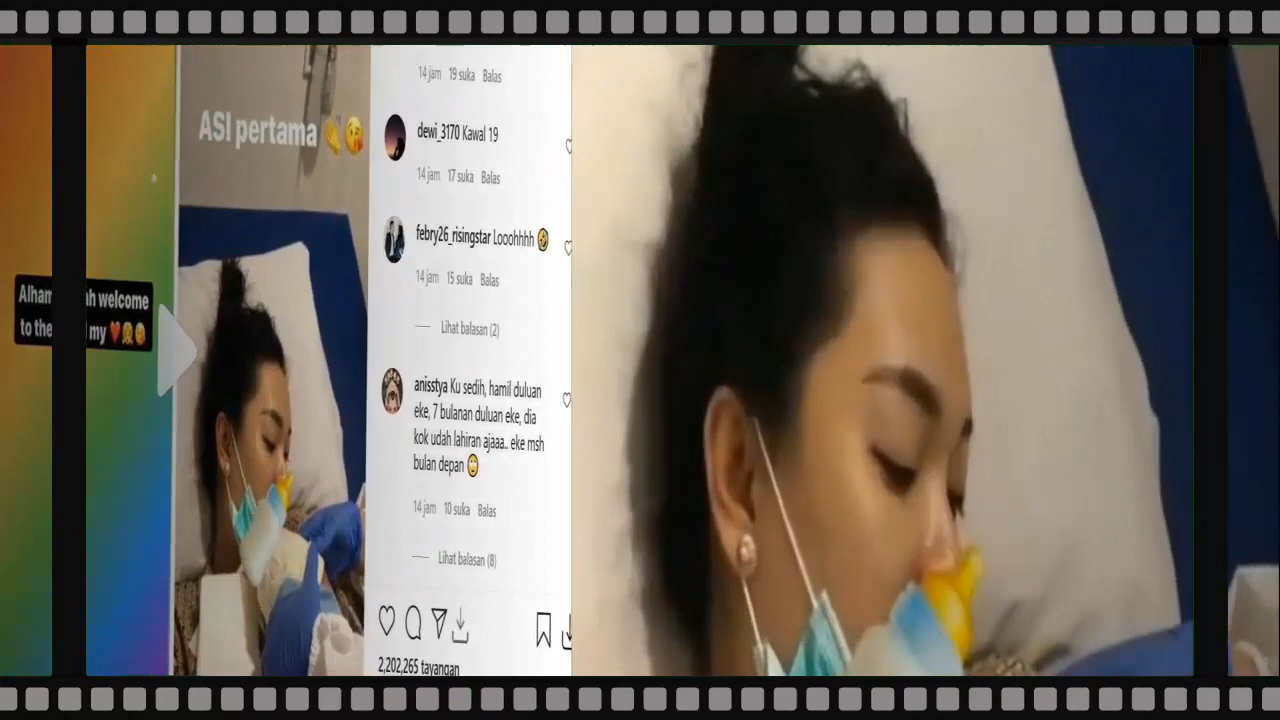 Alham ah welcome
to the my ❤️
ASI pertama 👏😘
14 jam 19 suka Balas
dewi_3170 Kawal 19
14 jam 17 suka Balas
febry26_risingstar Looohhhh 🤣
14 jam 15 suka Balas
Lihat balasan (2)
anisstya Ku sedih, hamil duluan
eke, 7 bulanan duluan eke, dia
kok udah lahiran ajaaa.. eke msh
bulan depan 🙄
14 jam 10 suka Balas
Lihat balasan (8)
2,202,265 tayangan